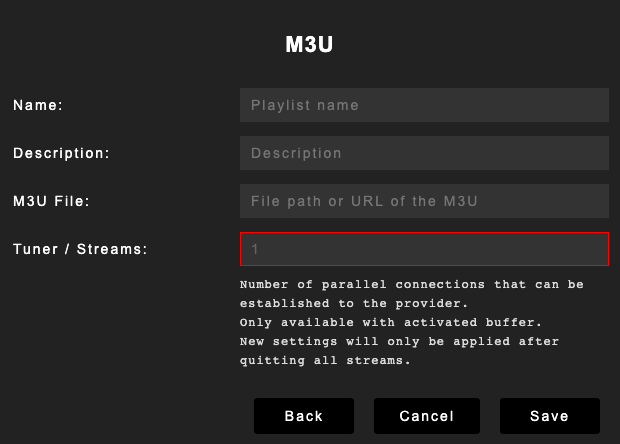 M3U
Name:
Playlist name
Description:
Description
M3U File:
File path or URL of the M3U
Tuner / Streams:
1
Number of parallel connections that can be
established to the provider.
Only available with activated buffer.
New settings will only be applied after
quitting all streams.
Back
Cancel
Save